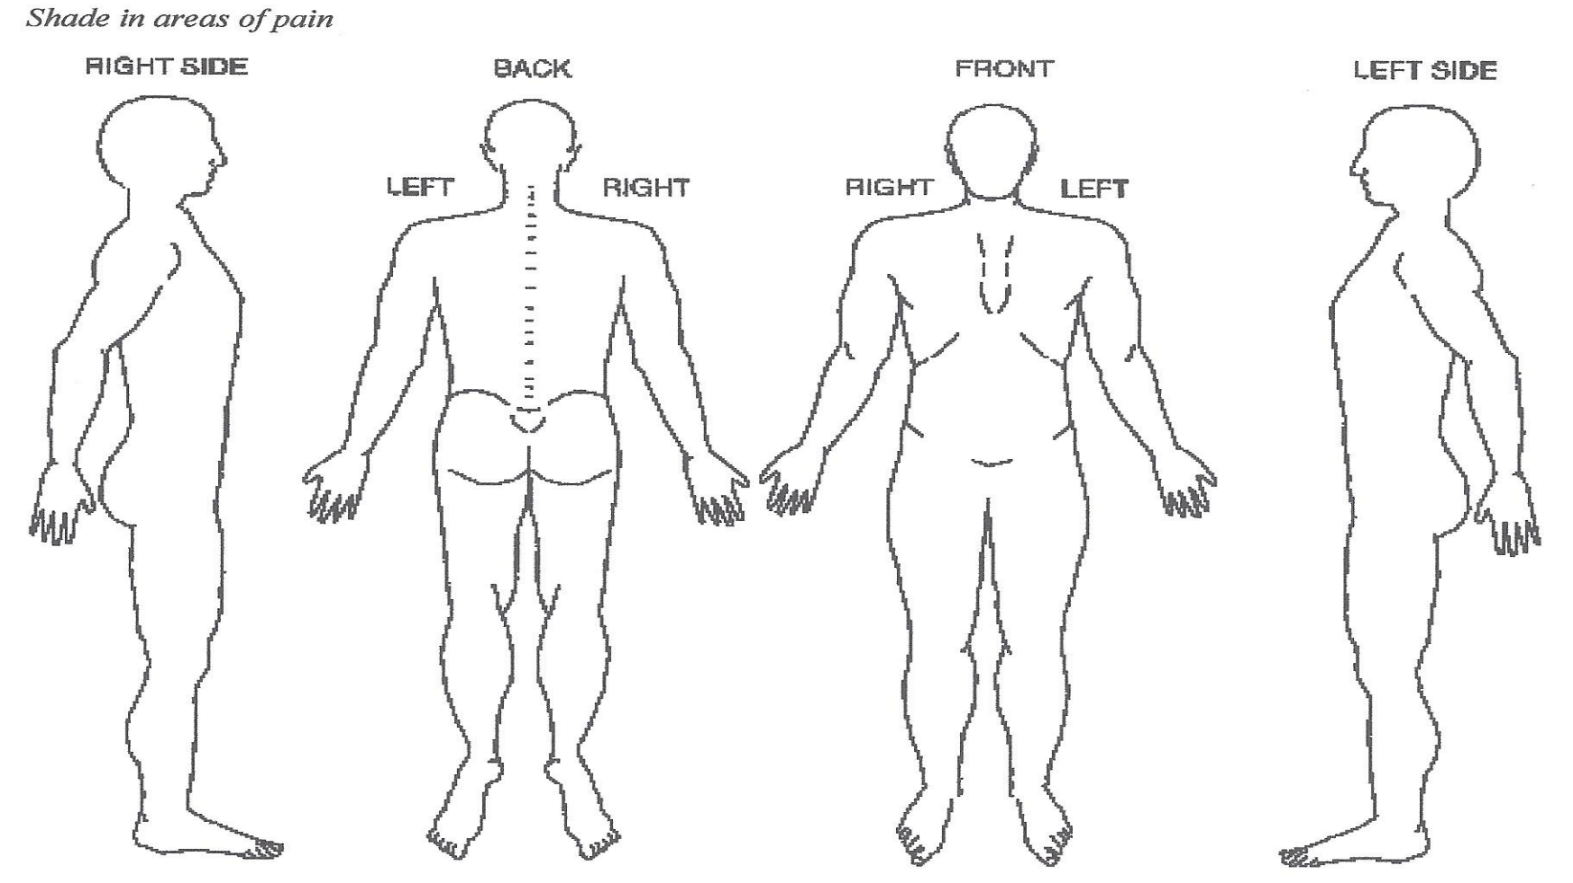 Shade in areas of pain
RIGHT SIDE
BACK
FRONT
LEFT SIDE
LEFT
RIGHT
RIGHT
LEFT